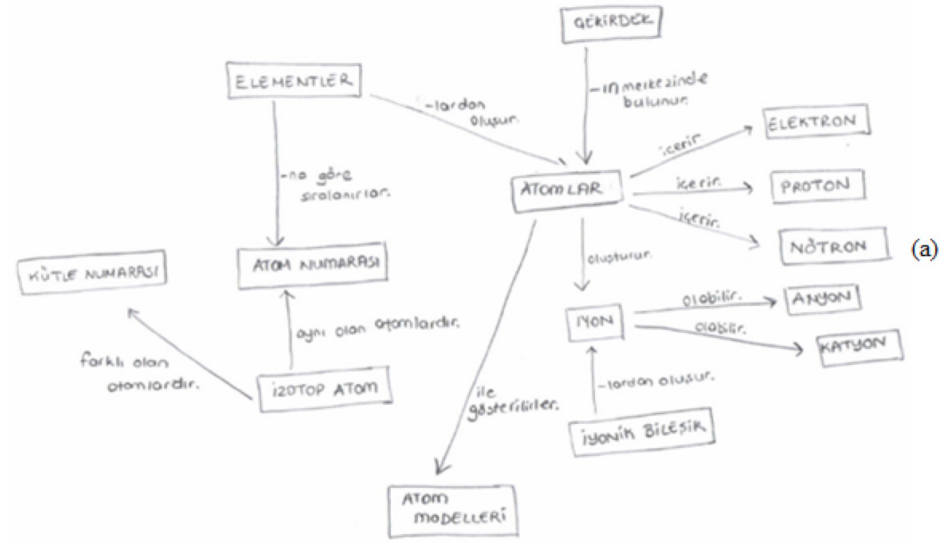 ÇEKİRDEK
ELEMENTLER
-lardan
oluşur.
-ın merkezinde
bulunur.
ELEKTRON
içerir.
-na göre
sıralanırlar.
ATOMLAR
içerir.
PROTON
içerir.
NÖTRON
(a)
KÜTLE NUMARASI
ATOM NUMARASI
oluşturur.
olabilir.
ANYON
İYON
olabilir.
KATYON
aynı olan atomlardır.
farklı olan
atomlardır.
İZOTOP ATOM
-lardan oluşur.
ile
gösterilirler.
İYONİK BİLEŞİK
ATOM
MODELLERİ